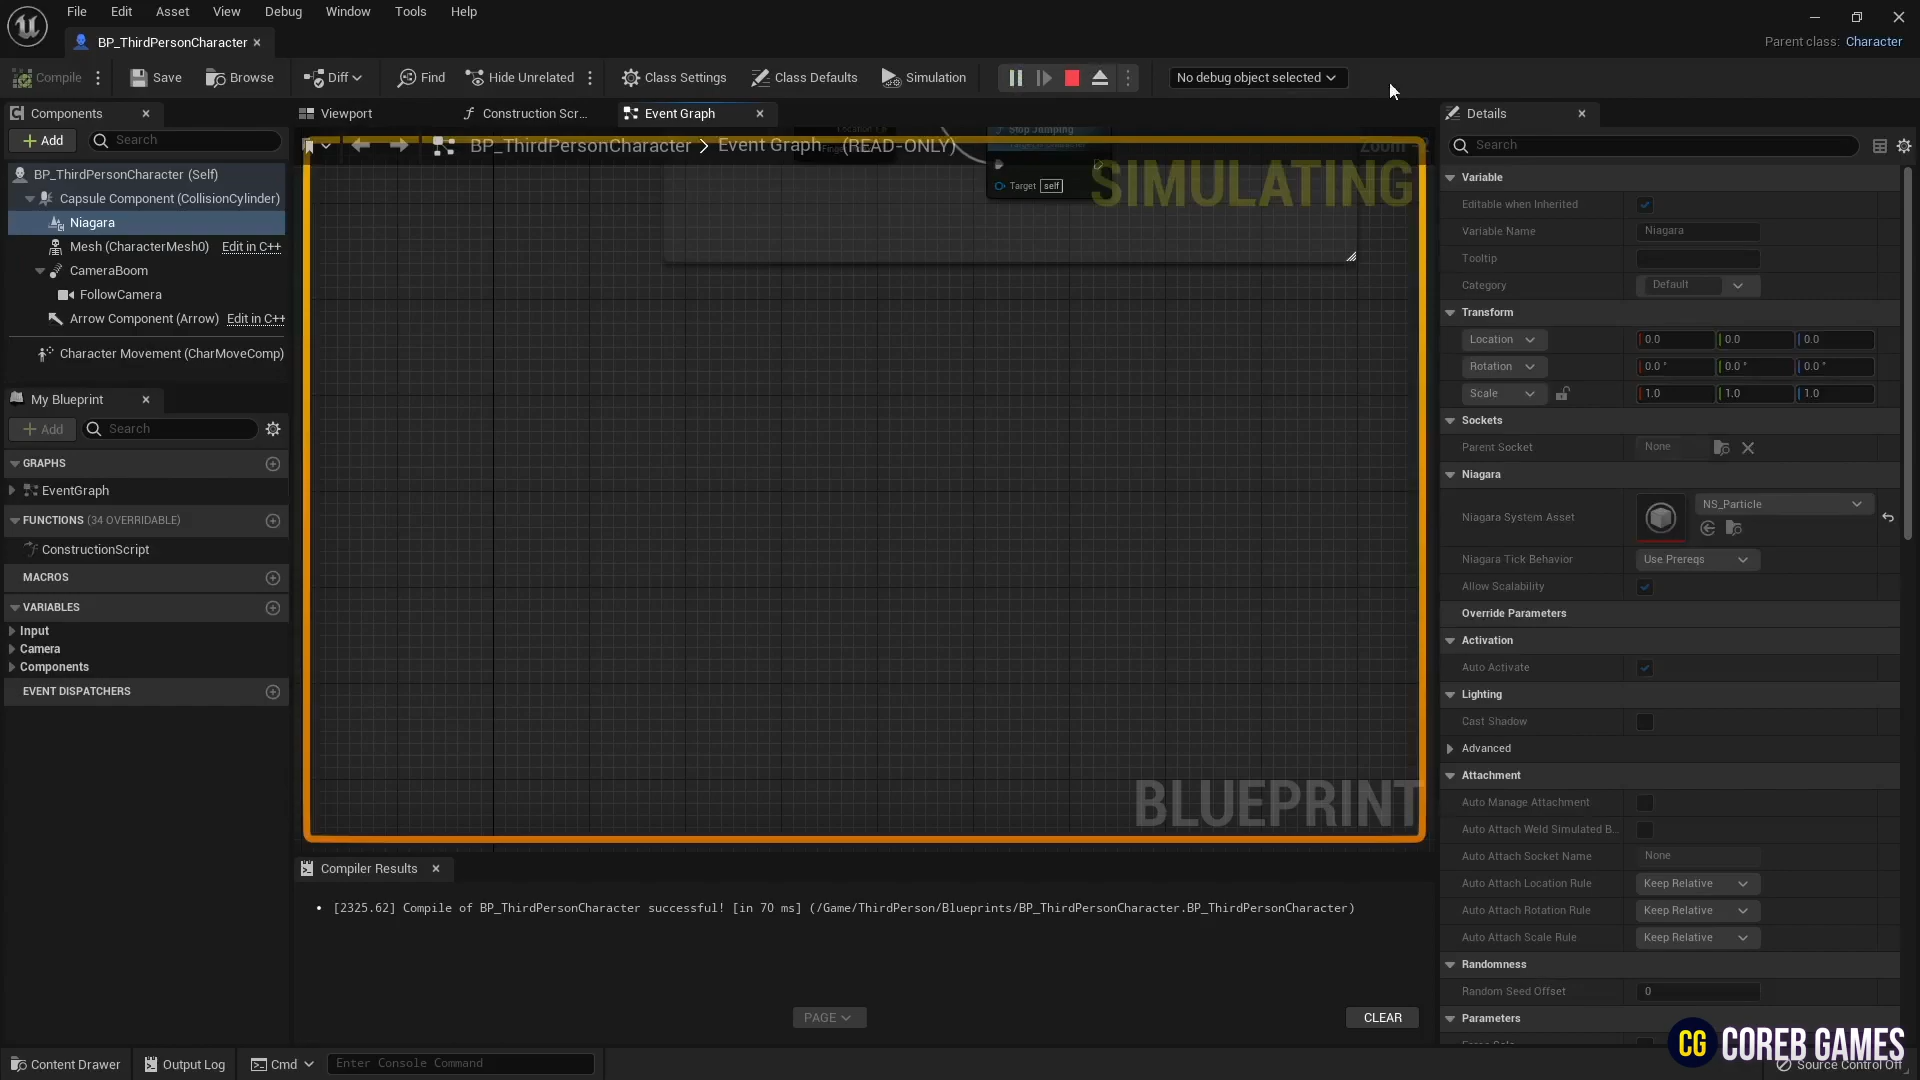 File Edit Asset View Debug Window Tools Help
BP_ThirdPersonCharacter
Parent class: Character
Compile Save Browse Diff Find Hide Unrelated Class Settings Class Defaults Simulation No debug object selected
Components Viewport Construction Scr... Event Graph Details
Add Search
BP_ThirdPersonCharacter > Event Graph (READ-ONLY)
Stop Jumping
Target self
SIMULATING
BLUEPRINT
BP_ThirdPersonCharacter (Self)
Capsule Component (CollisionCylinder)
Niagara
Mesh (CharacterMesh0) Edit in C++
CameraBoom
FollowCamera
Arrow Component (Arrow) Edit in C++
Character Movement (CharMoveComp)
My Blueprint
Add Search
GRAPHS
EventGraph
FUNCTIONS (34 OVERRIDABLE)
ConstructionScript
MACROS
VARIABLES
Input
Camera
Components
EVENT DISPATCHERS
Compiler Results
[2325.62] Compile of BP_ThirdPersonCharacter successful! [in 70 ms] (/Game/ThirdPerson/Blueprints/BP_ThirdPersonCharacter.BP_ThirdPersonCharacter)
PAGE CLEAR
Search
Variable
Editable when Inherited
Variable Name Niagara
Tooltip
Category Default
Transform
Location 0.0 0.0 0.0
Rotation 0.0 ° 0.0 ° 0.0 °
Scale 1.0 1.0 1.0
Sockets
Parent Socket None
Niagara
Niagara System Asset NS_Particle
Niagara Tick Behavior Use Prereqs
Allow Scalability
Override Parameters
Activation
Auto Activate
Lighting
Cast Shadow
Advanced
Attachment
Auto Manage Attachment
Auto Attach Weld Simulated B...
Auto Attach Socket Name None
Auto Attach Location Rule Keep Relative
Auto Attach Rotation Rule Keep Relative
Auto Attach Scale Rule Keep Relative
Randomness
Random Seed Offset 0
Parameters
CG COREB GAMES
Content Drawer Output Log Cmd Enter Console Command Source Control Off